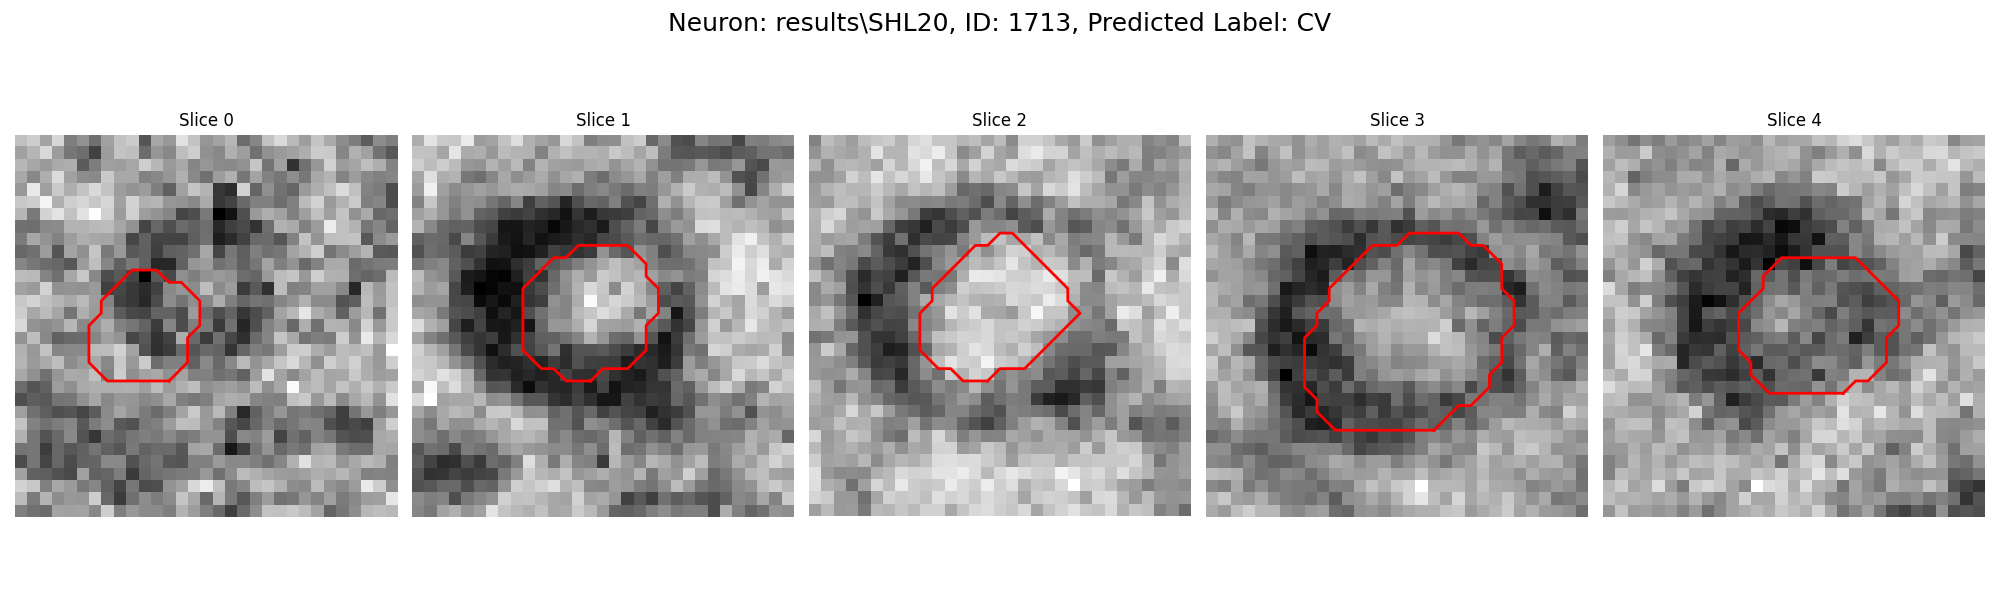 Neuron: results\SHL20, ID: 1713, Predicted Label: CV
Slice 0
Slice 1
Slice 2
Slice 3
Slice 4